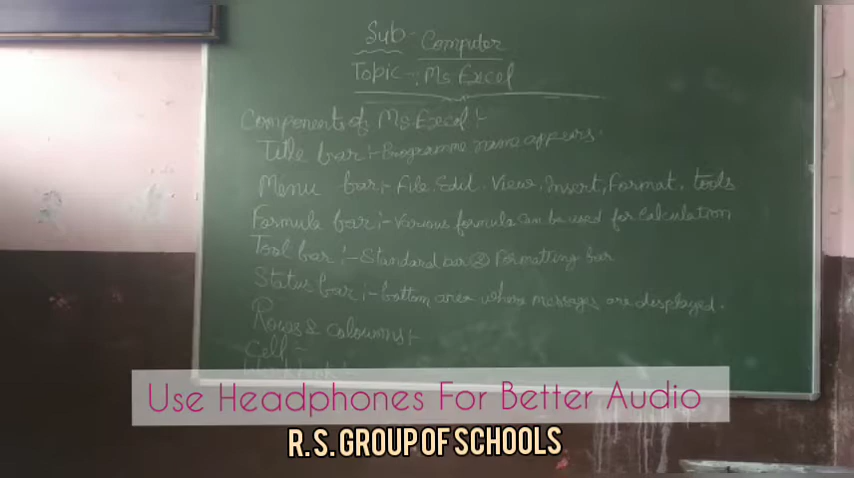 Sub - Computer
Topic - : Ms Excel
Components of Ms Excel :-
Title bar :- Programme name appears.
Menu bar :- File, Edit, View, Insert, Format, tools
Formula bar :- Various formula can be used for calculation
Tool bar :- Standard bar & Formatting bar
Status bar :- bottom area where messages are displayed.
Rows & coloumns :-
Cell :-
Use Headphones For Better Audio
R. S. GROUP OF SCHOOLS